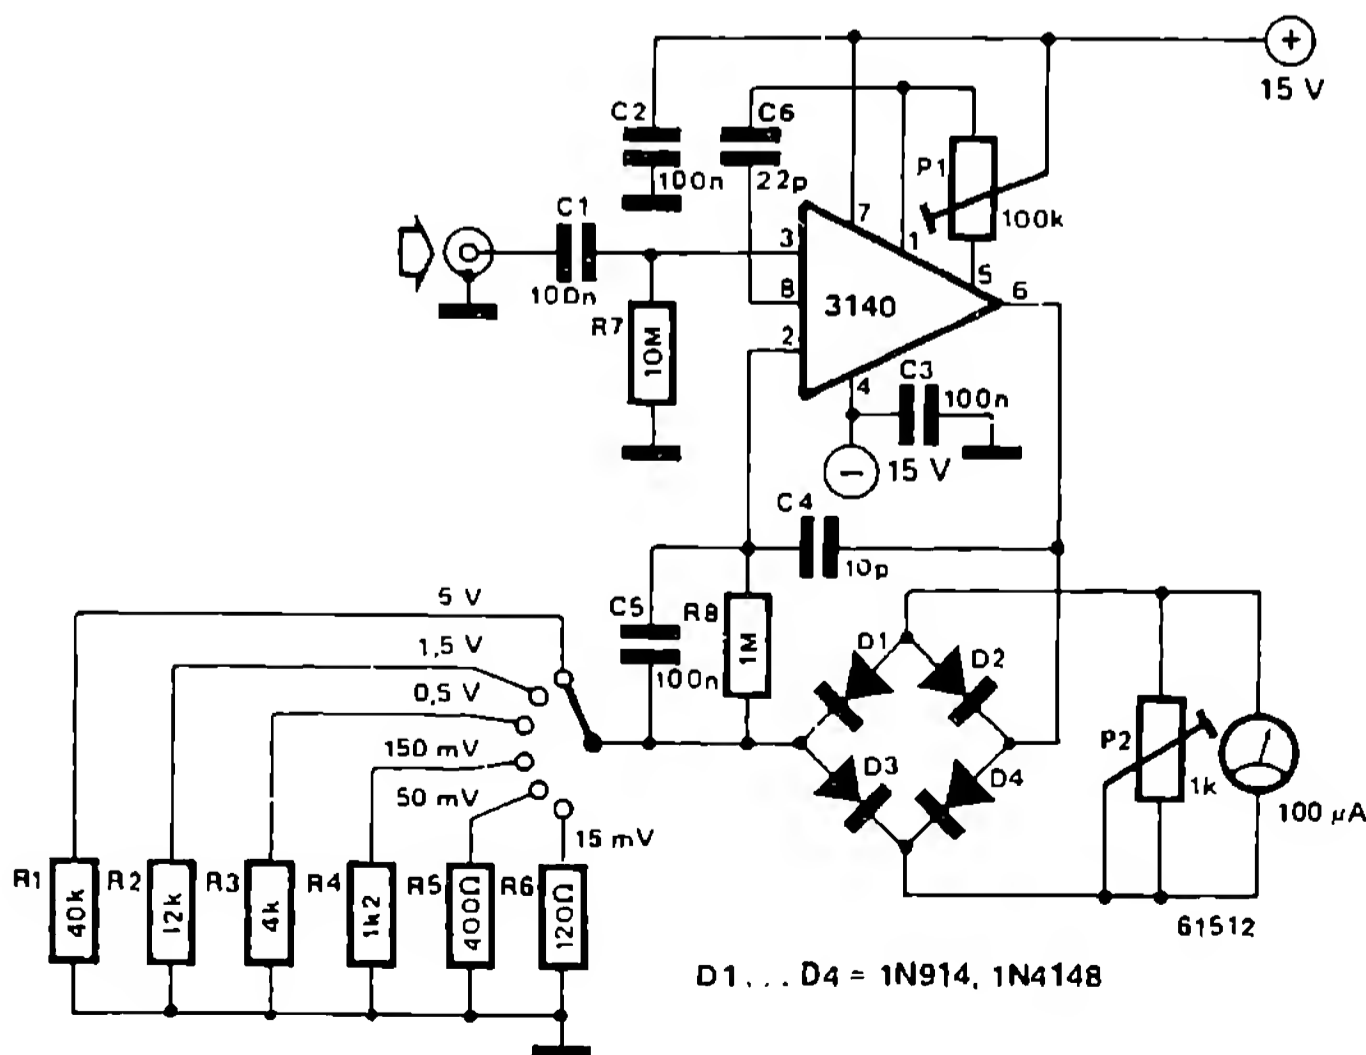 +
15 V
C2
100n
C6
22p
P1
100k
C1
100n
R7
10M
3
8
2
7
1
5
6
4
3140
C3
100n
−
15 V
C4
10p
C5
100n
R8
1M
5 V
1,5 V
0,5 V
150 mV
50 mV
15 mV
D1
D2
D3
D4
P2
1k
100 µA
R1
40k
R2
12k
R3
4k
R4
1k2
R5
400Ω
R6
120Ω
61512
D1... D4 = 1N914, 1N4148